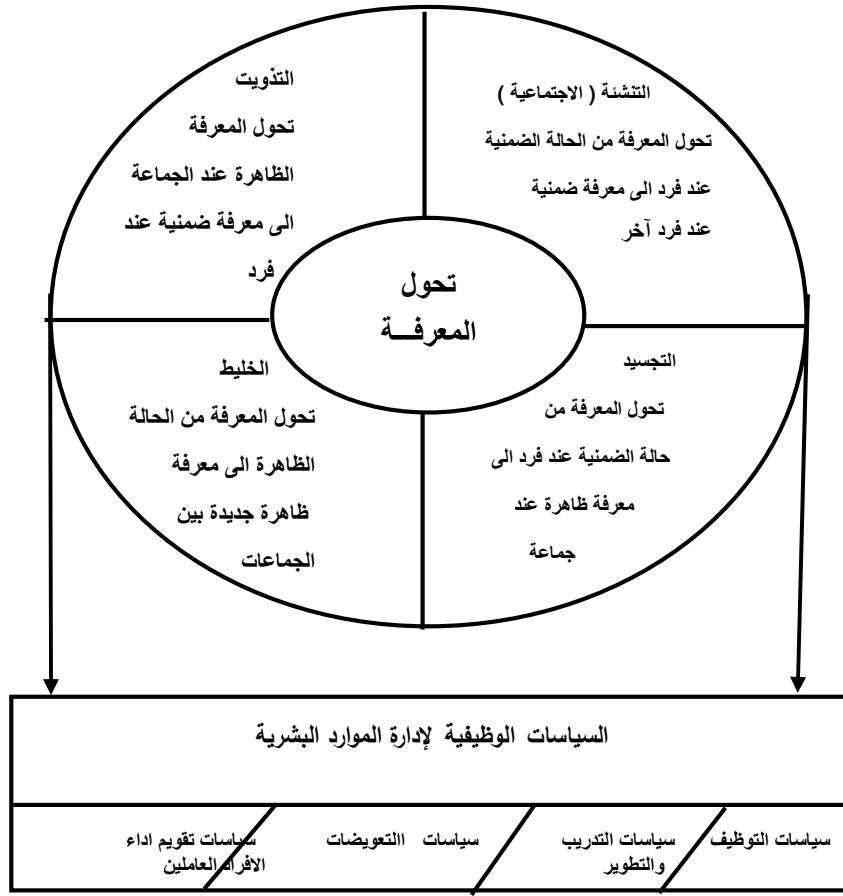 التنشئة ( الاجتماعية )
تحول المعرفة من الحالة الضمنية
عند فرد الى معرفة ضمنية
عند فرد آخر
التذويت
تحول المعرفة
الظاهرة عند الجماعة
الى معرفة ضمنية عند
فرد
تحول
المعرفـــة
التجسيد
تحول المعرفة من
حالة الضمنية عند فرد الى
معرفة ظاهرة عند
جماعة
الخليط
تحول المعرفة من الحالة
الظاهرة الى معرفة
ظاهرة جديدة بين
الجماعات
السياسات الوظيفية لإدارة الموارد البشرية
سياسات التوظيف
سياسات التدريب
والتطوير
سياسات االتعويضات
سياسات تقويم اداء
الافراد العاملين